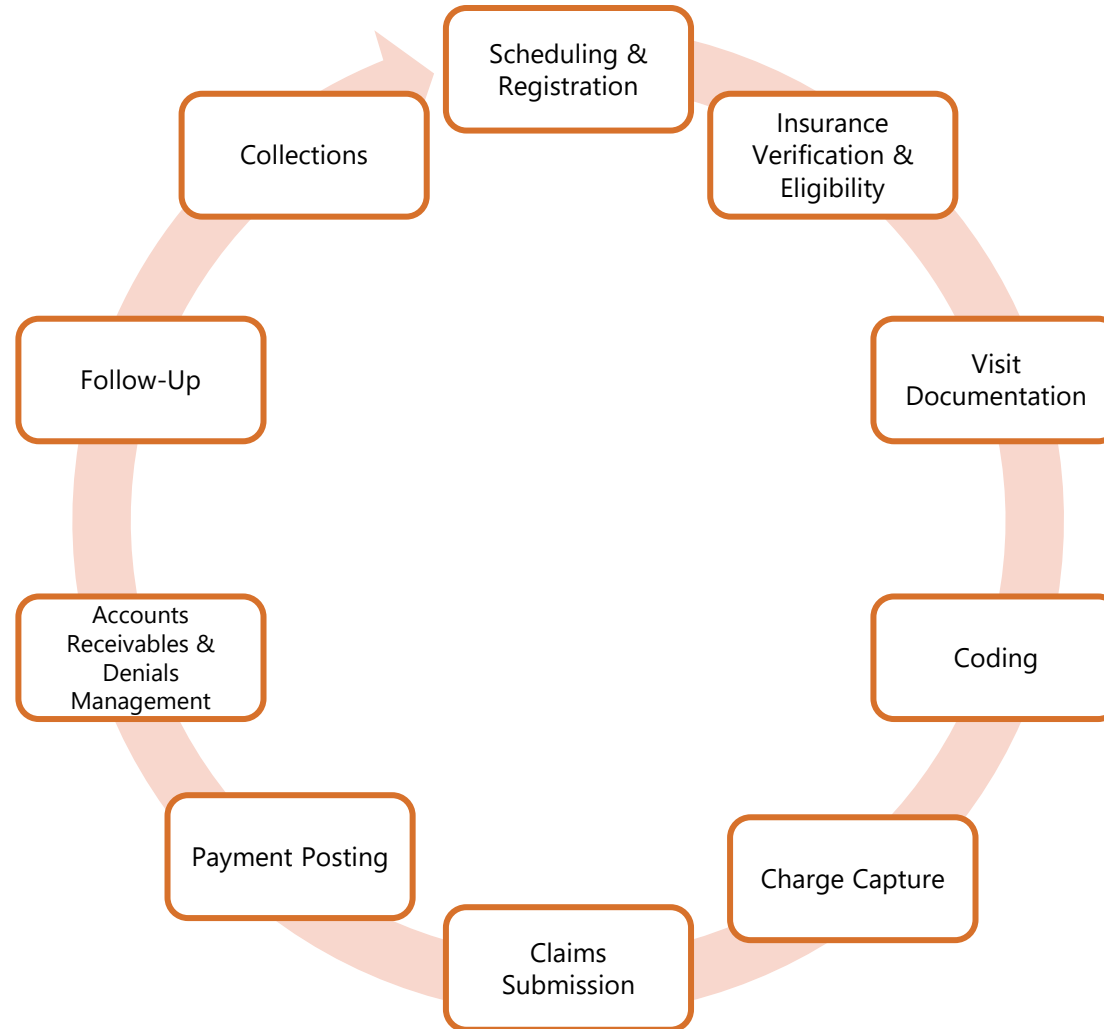 Scheduling &
Registration
Insurance
Verification &
Eligibility
Visit
Documentation
Coding
Charge Capture
Claims
Submission
Payment Posting
Accounts
Receivables &
Denials
Management
Follow-Up
Collections